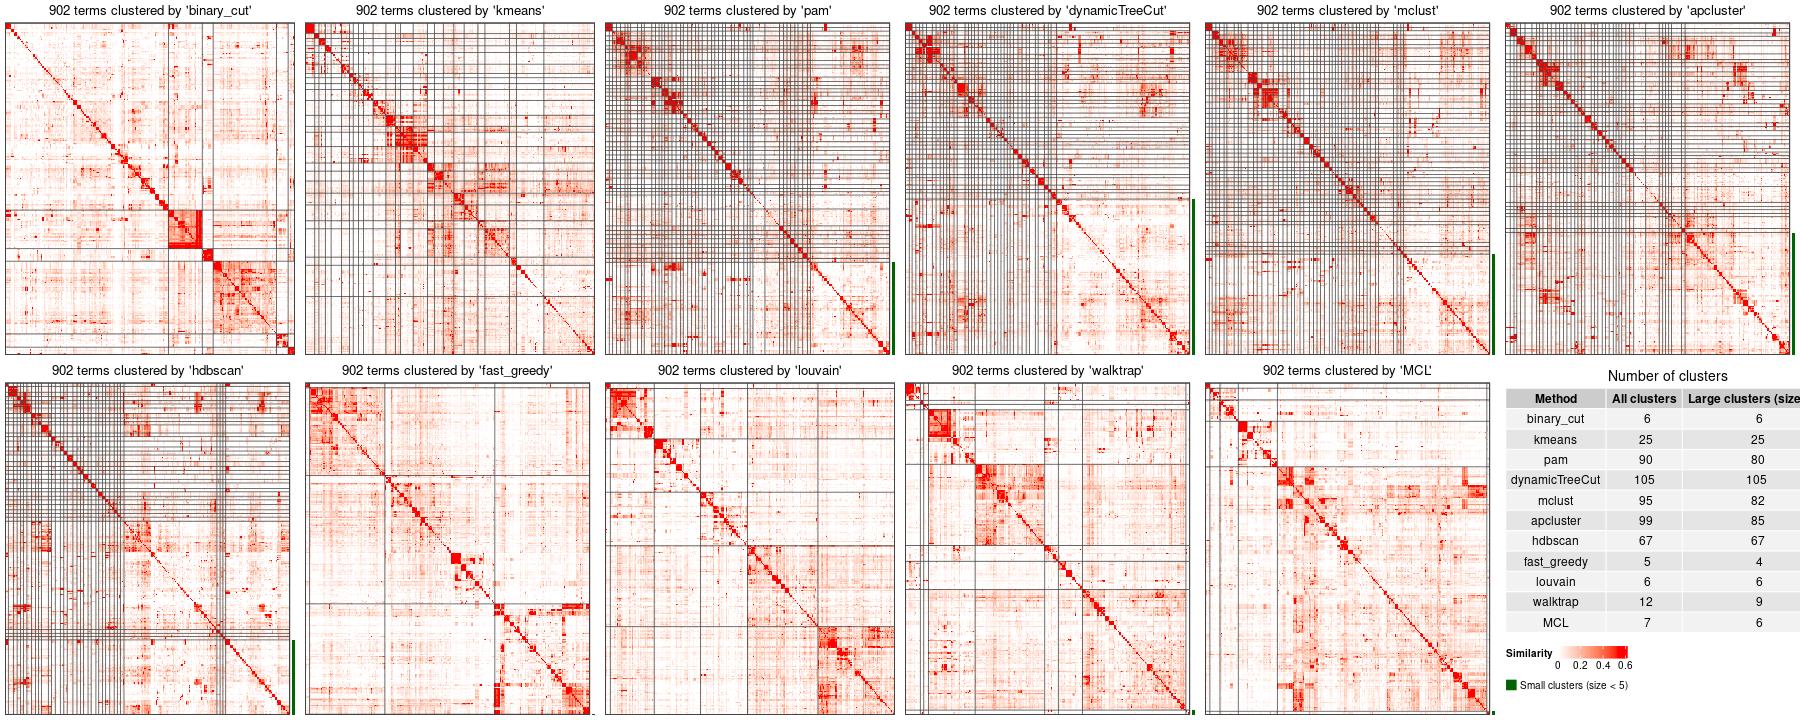 902 terms clustered by 'binary_cut'
902 terms clustered by 'kmeans'
902 terms clustered by 'pam'
902 terms clustered by 'dynamicTreeCut'
902 terms clustered by 'mclust'
902 terms clustered by 'apcluster'
902 terms clustered by 'hdbscan'
902 terms clustered by 'fast_greedy'
902 terms clustered by 'louvain'
902 terms clustered by 'walktrap'
902 terms clustered by 'MCL'
Number of clusters
Method All clusters Large clusters (size
binary_cut 6 6
kmeans 25 25
pam 90 80
dynamicTreeCut 105 105
mclust 95 82
apcluster 99 85
hdbscan 67 67
fast_greedy 5 4
louvain 6 6
walktrap 12 9
MCL 7 6
Similarity
0 0.2 0.4 0.6
Small clusters (size < 5)